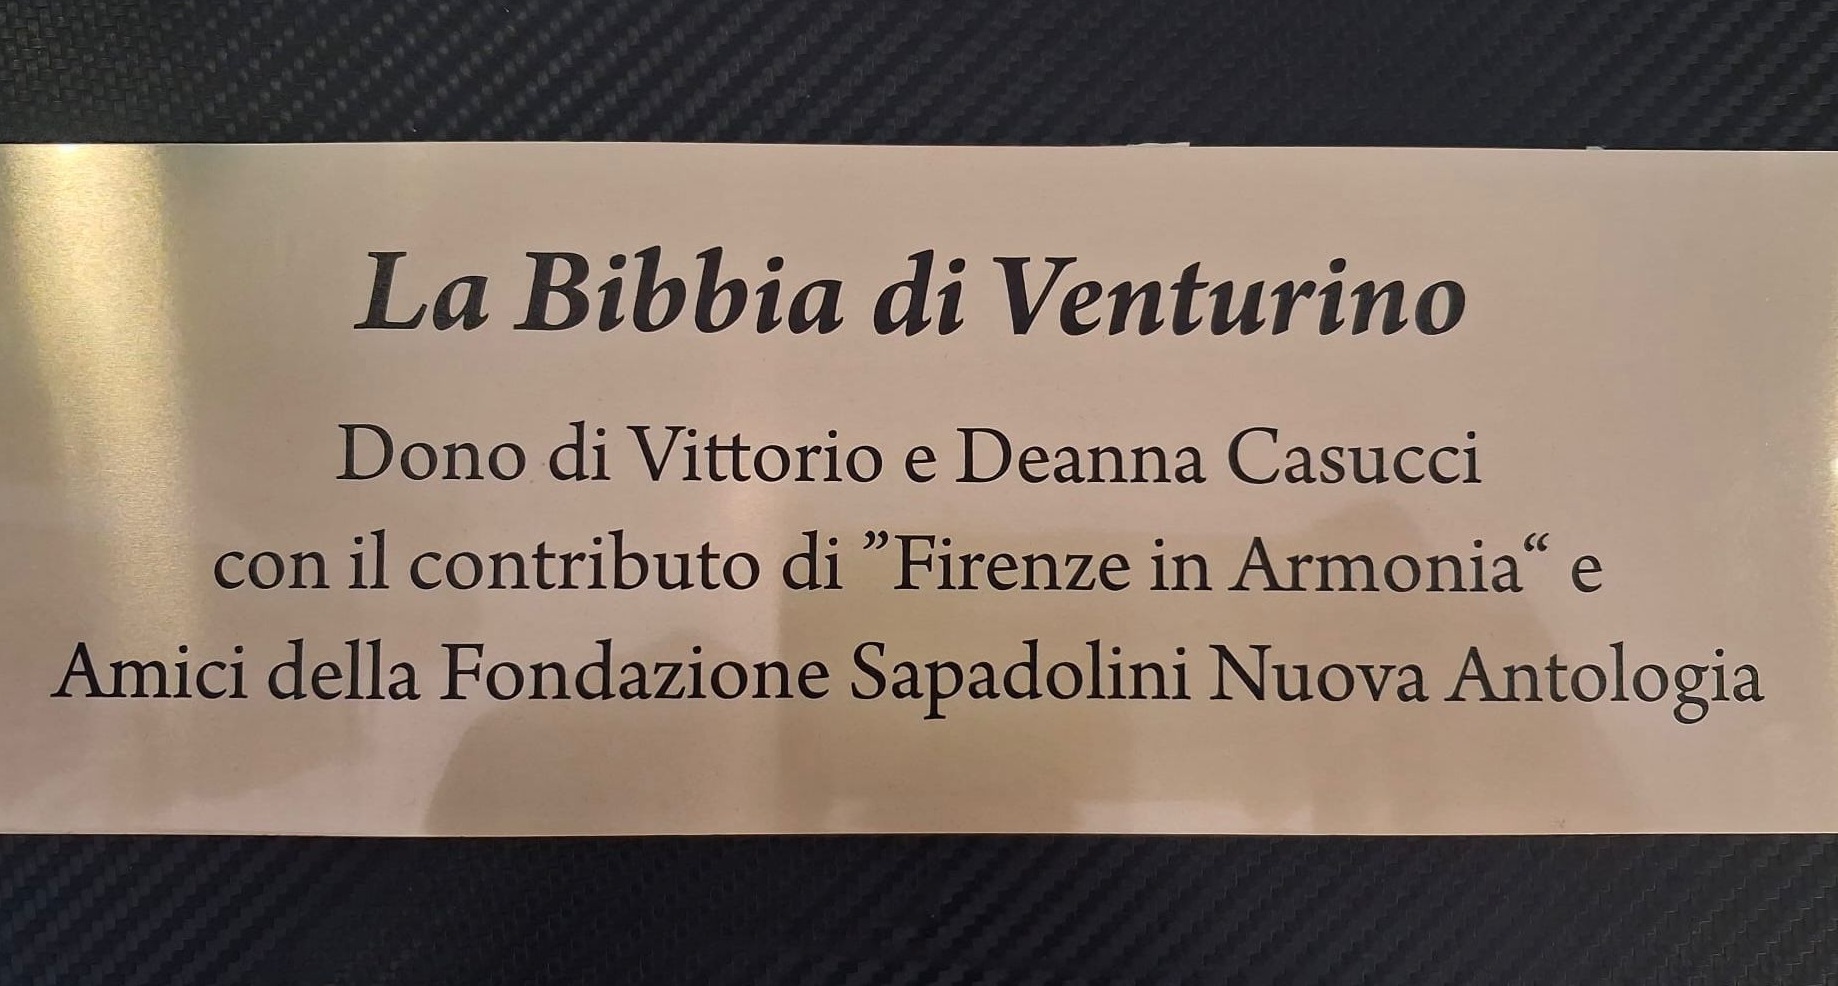 La Bibbia di Venturino
Dono di Vittorio e Deanna Casucci
con il contributo di ”Firenze in Armonia“ e
Amici della Fondazione Sapadolini Nuova Antologia